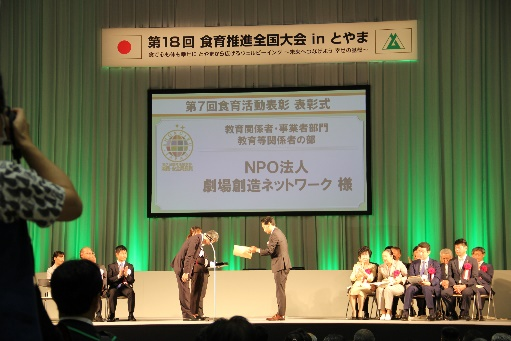 第18回 食育推進全国大会 in とやま
第7回食育活動表彰 表彰式
教育関係者・事業者部門
教育等関係者の部
NPO法人
劇場創造ネットワーク 様